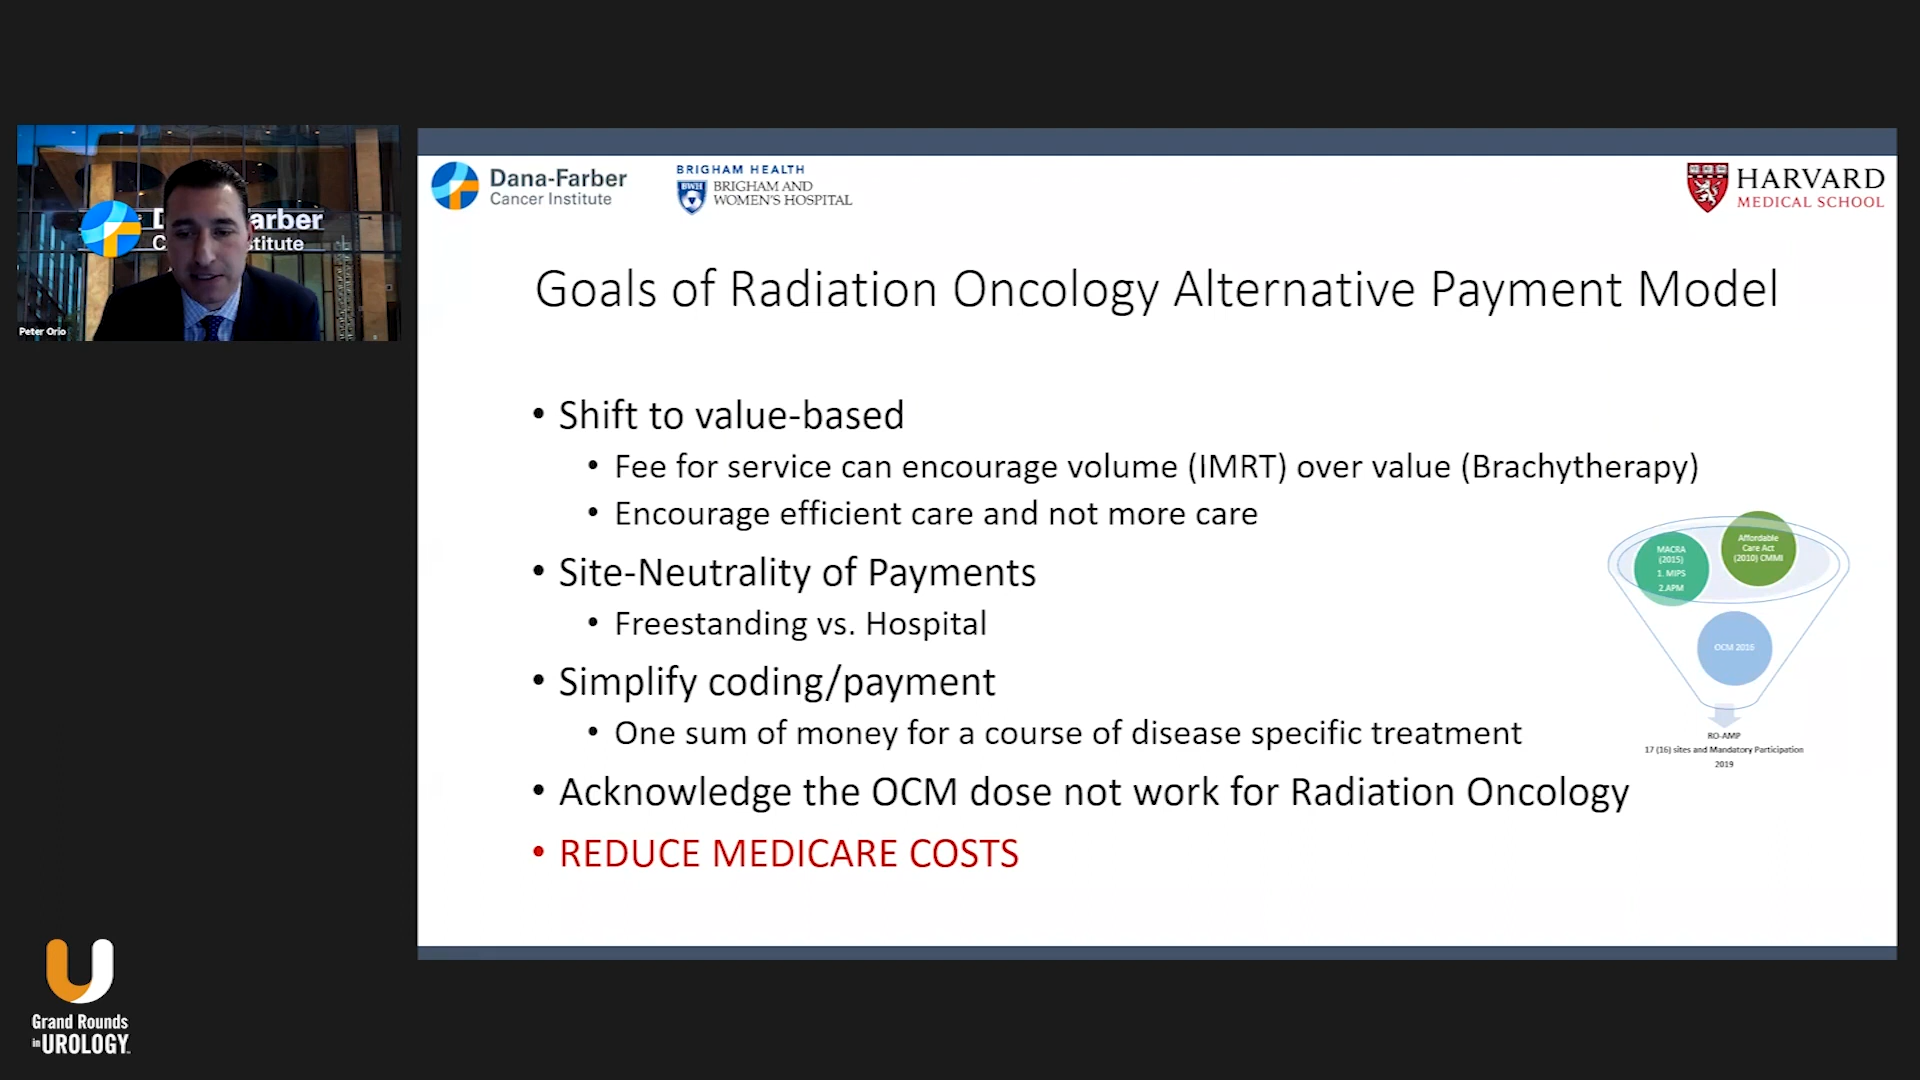 D arber
C stitute
Peter Orio
Dana-Farber
Cancer Institute
BRIGHAM HEALTH
BWH
BRIGHAM AND
WOMEN'S HOSPITAL
HARVARD
MEDICAL SCHOOL
Goals of Radiation Oncology Alternative Payment Model
• Shift to value-based
• Fee for service can encourage volume (IMRT) over value (Brachytherapy)
• Encourage efficient care and not more care
• Site-Neutrality of Payments
• Freestanding vs. Hospital
• Simplify coding/payment
• One sum of money for a course of disease specific treatment
• Acknowledge the OCM dose not work for Radiation Oncology
• REDUCE MEDICARE COSTS
MACRA
(2015)
1. MIPS
2.APM
Affordable
Care Act
(2010) CMMI
OCM 2016
RO-AMP
17 (16) sites and Mandatory Participation
2019
U
Grand Rounds
in UROLOGY